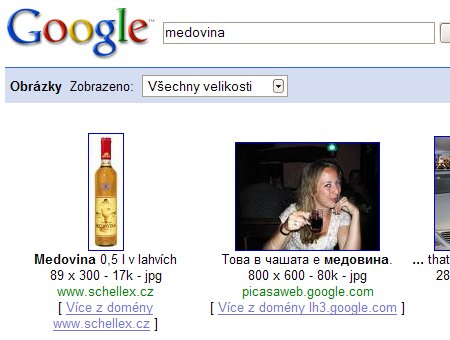 Google™
medovina
Obrázky Zobrazeno: Všechny velikosti
MEDOVINA
Medovina 0,5 l v lahvích
89 x 300 - 17k - jpg
www.schellex.cz
[ Více z domény
www.schellex.cz ]
Това в чашата е медовина.
800 x 600 - 80k - jpg
picasaweb.google.com
[ Více z domény lh3.google.com ]
... that
28